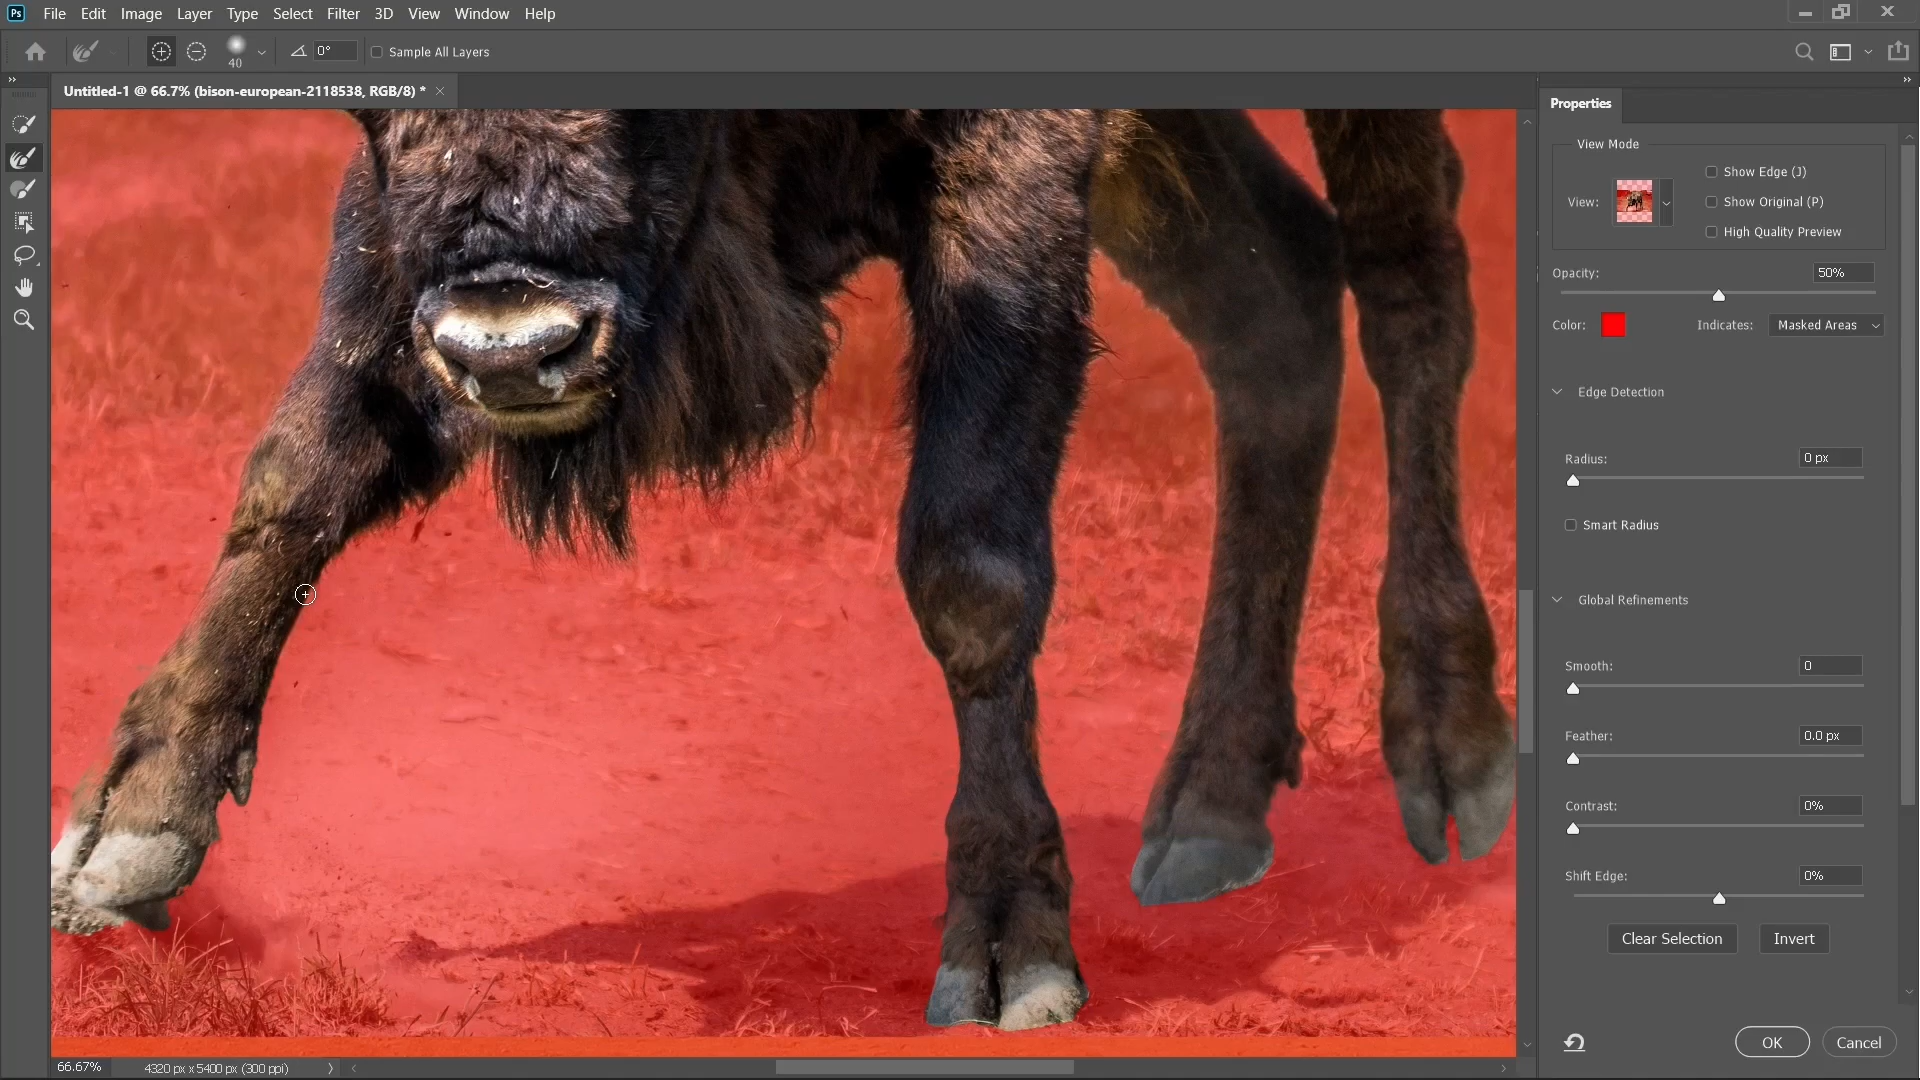 Ps File Edit Image Layer Type Select Filter 3D View Window Help
40 0° Sample All Layers
Untitled-1 @ 66.7% (bison-european-2118538, RGB/8) *
Properties
View Mode
Show Edge (J)
View: Show Original (P)
High Quality Preview
Opacity: 50%
Color: Indicates: Masked Areas
Edge Detection
Radius: 0 px
Smart Radius
Global Refinements
Smooth: 0
Feather: 0.0 px
Contrast: 0%
Shift Edge: 0%
Clear Selection Invert
OK Cancel
66.67% 4320 px x 5400 px (300 ppi)